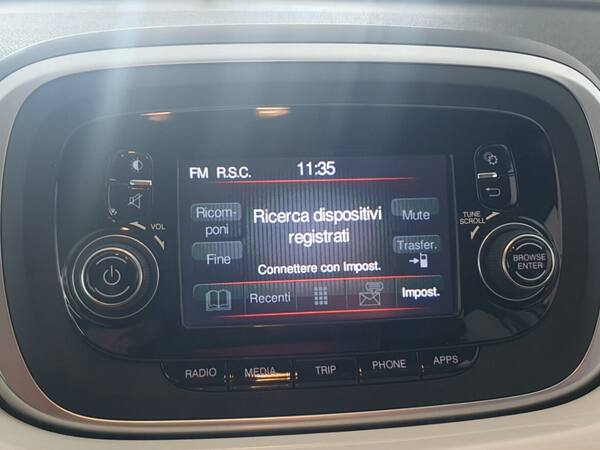 FM R.S.C. 11:35
Ricom-
poni
Ricerca dispositivi
registrati
Mute
Fine
Trasfer.
Connettere con Impost.
Recenti
Impost.
VOL
TUNE
SCROLL
BROWSE
ENTER
RADIO MEDIA TRIP PHONE APPS